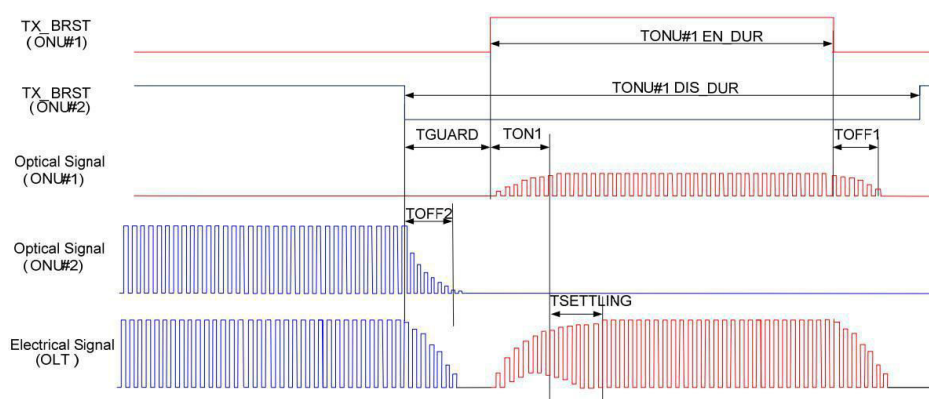 TX_BRST
(ONU#1)
TONU#1 EN_DUR
TX_BRST
(ONU#2)
TONU#1 DIS_DUR
TGUARD
TON1
TOFF1
Optical Signal
(ONU#1)
TOFF2
Optical Signal
(ONU#2)
TSETTLING
Electrical Signal
(OLT)